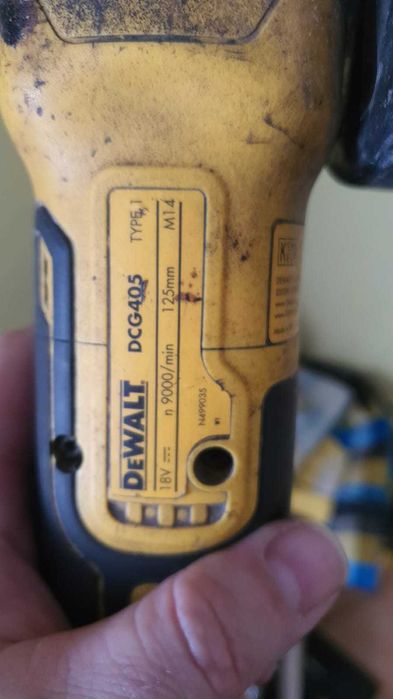 DEWALT DCG405 TYPE 1
18V n 9000/min 125mm M14
N499035